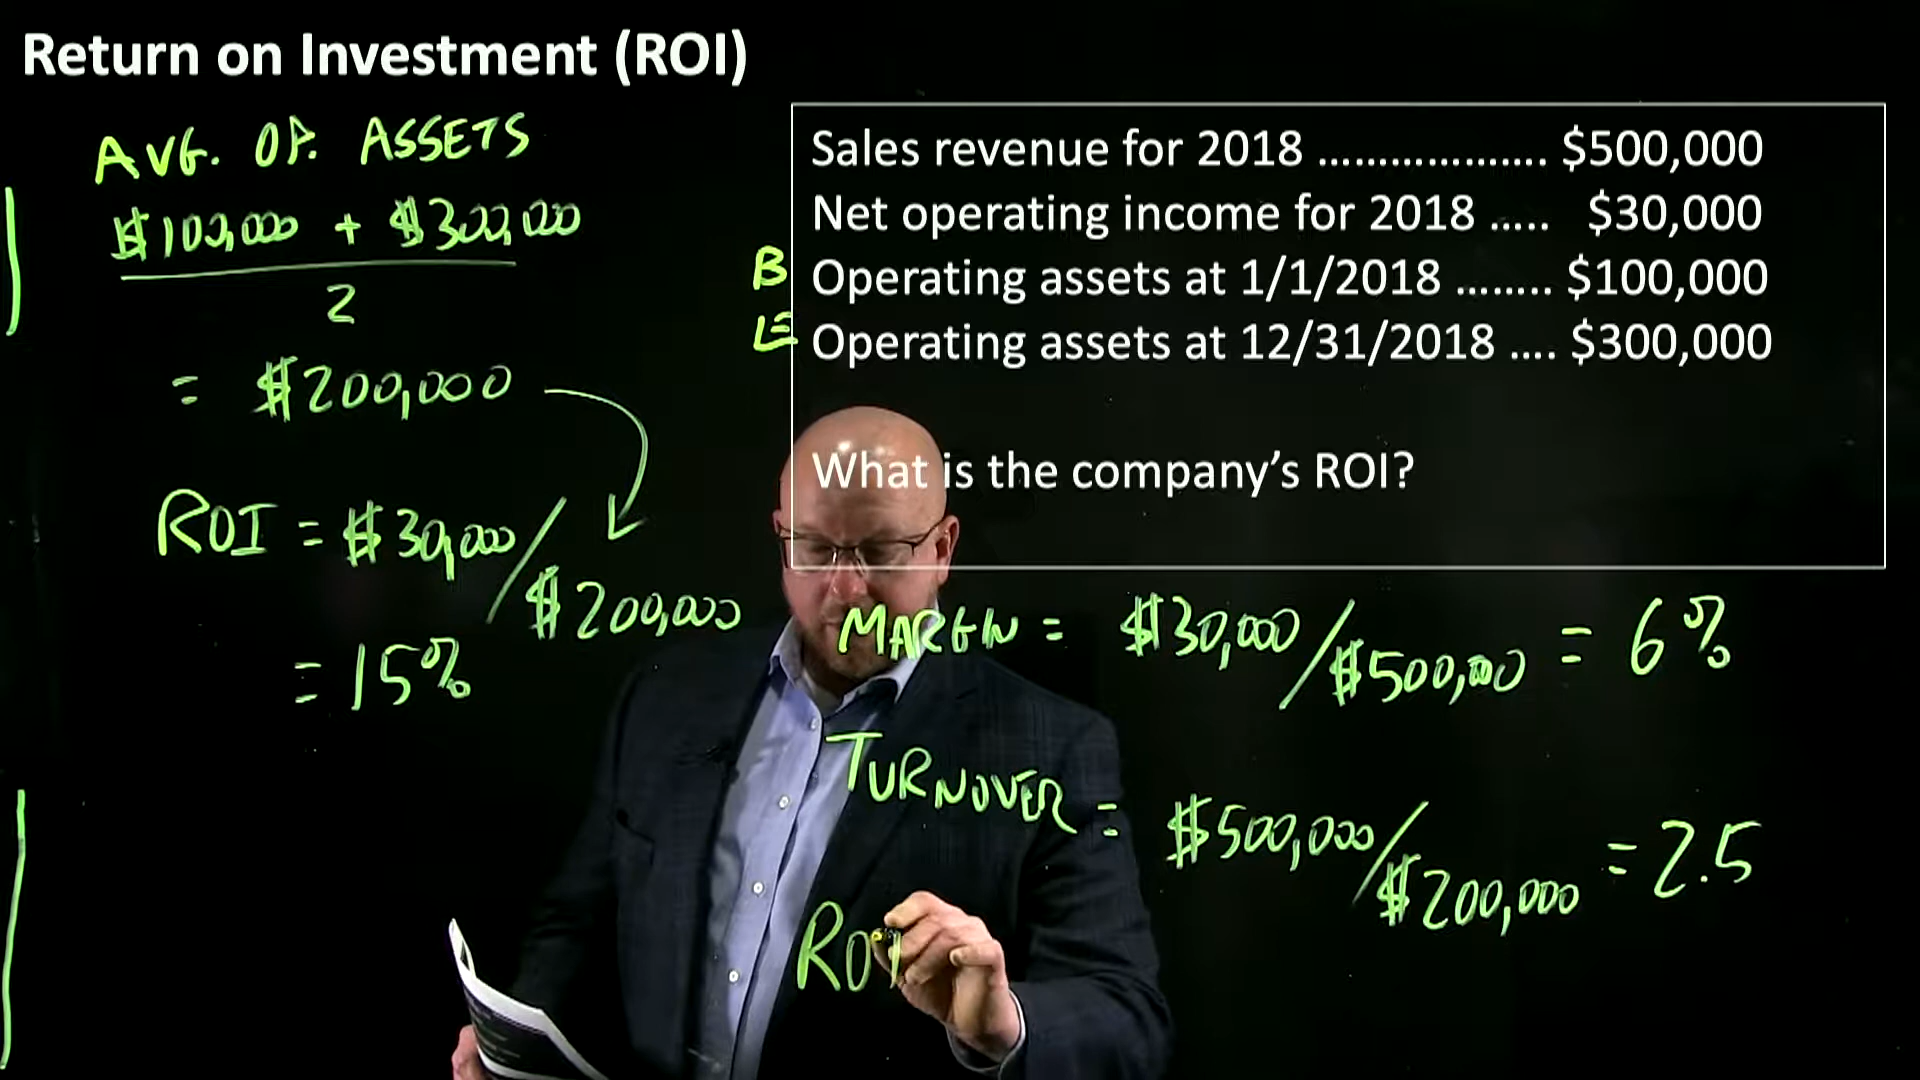 Return on Investment (ROI)
AVG. OP. ASSETS
$100,000 + $300,000
2
= $200,000
ROI = $30,000 / $200,000
= 15%
Sales revenue for 2018 .................... $500,000
Net operating income for 2018 ..... $30,000
B Operating assets at 1/1/2018 ........ $100,000
E Operating assets at 12/31/2018 .... $300,000
What is the company’s ROI?
MARGIN = $30,000 / $500,000 = 6%
TURNOVER = $500,000 / $200,000 = 2.5
ROI